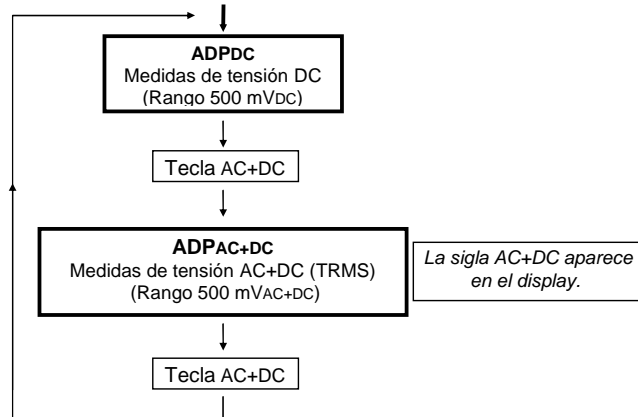 ADPDC
Medidas de tensión DC
(Rango 500 mVDC)
Tecla AC+DC
ADPAC+DC
Medidas de tensión AC+DC (TRMS)
(Rango 500 mVAC+DC)
La sigla AC+DC aparece
en el display.
Tecla AC+DC